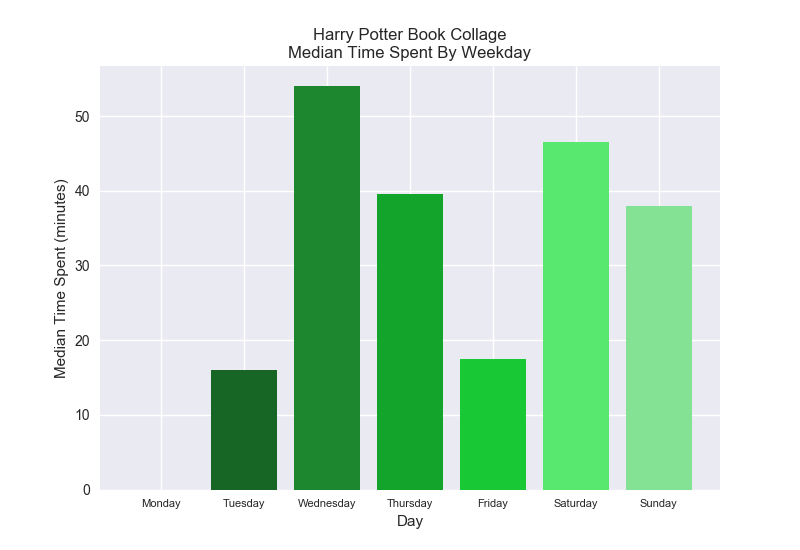 Harry Potter Book Collage
Median Time Spent By Weekday
Median Time Spent (minutes)
50
40
30
20
10
0
Monday Tuesday Wednesday Thursday Friday Saturday Sunday
Day